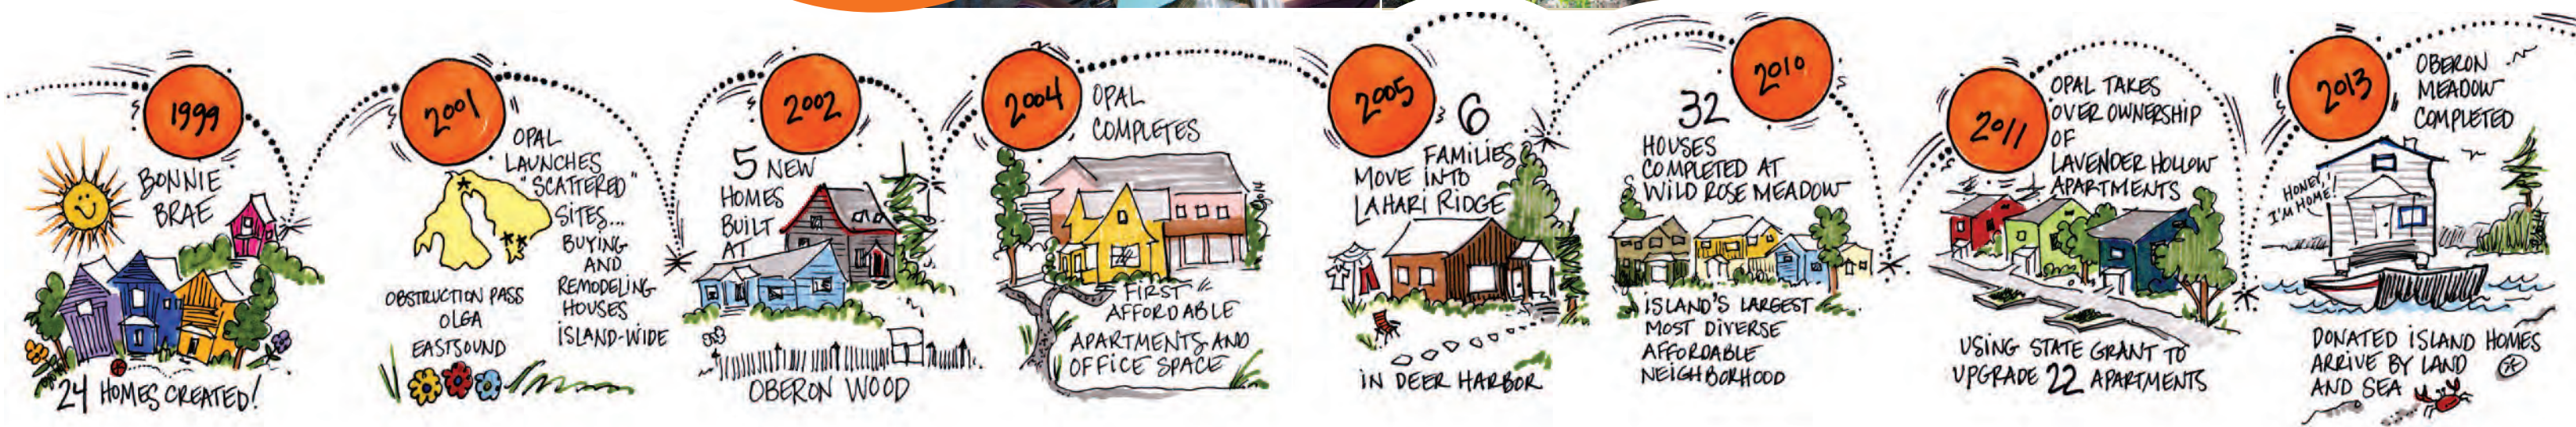 1999
BONNIE
BRAE
24 HOMES CREATED!
2001
OPAL
LAUNCHES
"SCATTERED"
SITES...
BUYING
AND
REMODELING
HOUSES
ISLAND-WIDE
OBSTRUCTION PASS
OLGA
EASTSOUND
2002
5 NEW
HOMES
BUILT
AT
OBERON WOOD
2004
OPAL
COMPLETES
FIRST
AFFORDABLE
APARTMENTS AND
OFFICE SPACE
2005
6
FAMILIES
MOVE INTO
LAHARI RIDGE
IN DEER HARBOR
2010
32
HOUSES
COMPLETED AT
WILD ROSE MEADOW
ISLAND'S LARGEST
MOST DIVERSE
AFFORDABLE
NEIGHBORHOOD
2011
OPAL TAKES
OVER OWNERSHIP
OF
LAVENDER HOLLOW
APARTMENTS
USING STATE GRANT TO
UPGRADE 22 APARTMENTS
2013
OBERON
MEADOW
COMPLETED
HONEY,
I'M HOME!
DONATED ISLAND HOMES
ARRIVE BY LAND
AND SEA